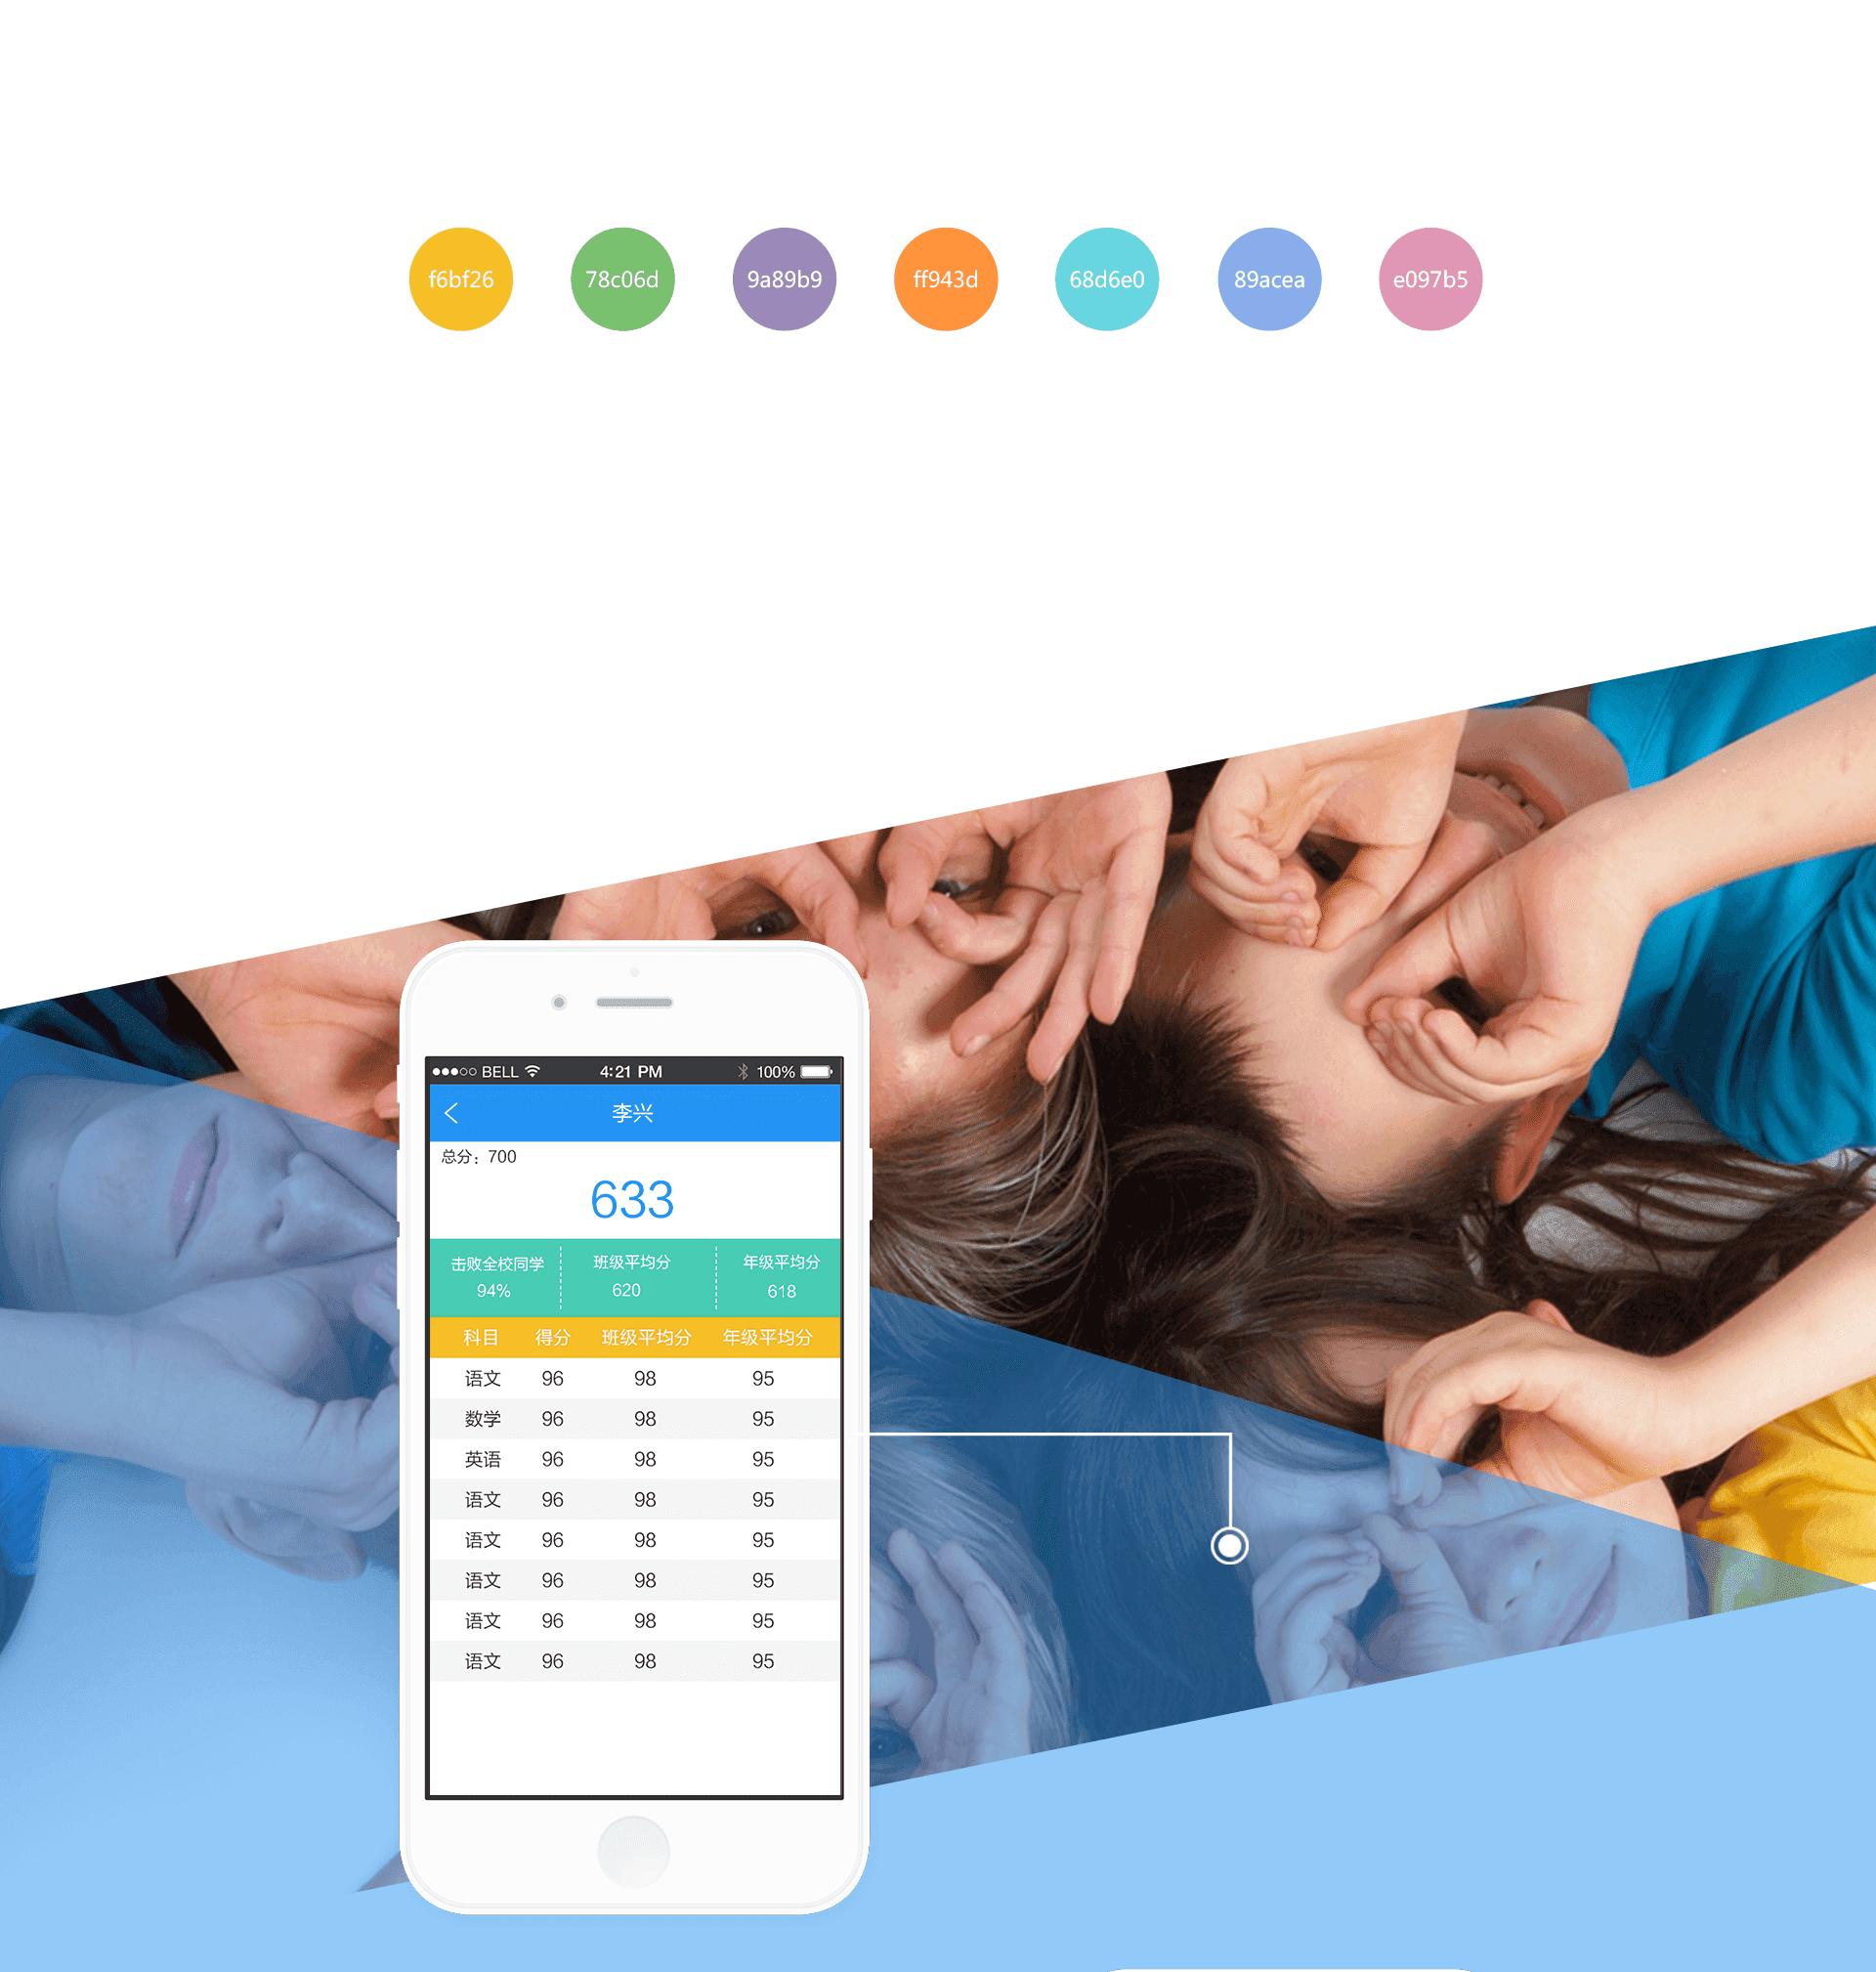 f6bf26 78c06d 9a89b9 ff943d 68d6e0 89acea e097b5
BELL 4:21 PM 100%
李兴
总分：700
633
击败全校同学 班级平均分 年级平均分
94% 620 618
科目 得分 班级平均分 年级平均分
语文 96 98 95
数学 96 98 95
英语 96 98 95
语文 96 98 95
语文 96 98 95
语文 96 98 95
语文 96 98 95
语文 96 98 95